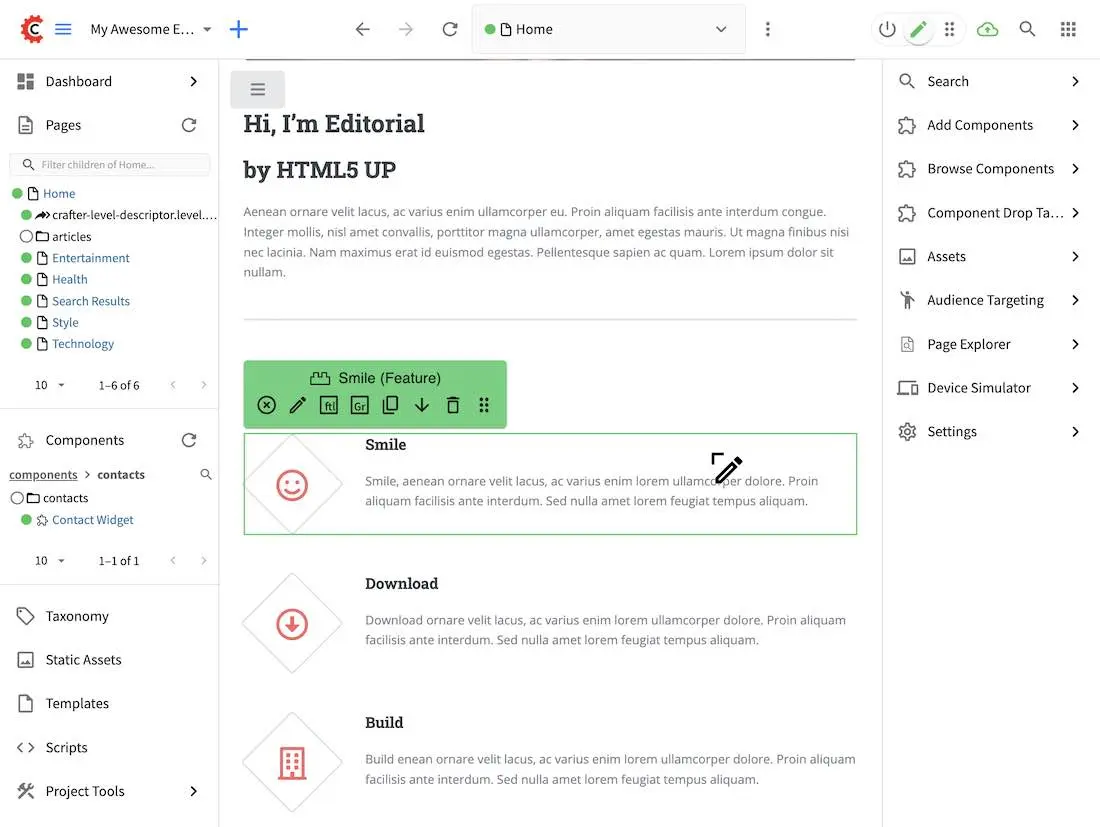 My Awesome E...
Home
Dashboard
Pages
Filter children of Home...
Home
crafter-level-descriptor.level....
articles
Entertainment
Health
Search Results
Style
Technology
10
1–6 of 6
Components
components > contacts
contacts
Contact Widget
10
1–1 of 1
Taxonomy
Static Assets
Templates
Scripts
Project Tools
Hi, I’m Editorial
by HTML5 UP
Aenean ornare velit lacus, ac varius enim ullamcorper eu. Proin aliquam facilisis ante interdum congue.
Integer mollis, nisl amet convallis, porttitor magna ullamcorper, amet egestas mauris. Ut magna finibus nisi
nec lacinia. Nam maximus erat id euismod egestas. Pellentesque sapien ac quam. Lorem ipsum dolor sit
nullam.
Smile (Feature)
ftl
Gr
Smile
Smile, aenean ornare velit lacus, ac varius enim lorem ullamcorper dolore. Proin
aliquam facilisis ante interdum. Sed nulla amet lorem feugiat tempus aliquam.
Download
Download ornare velit lacus, ac varius enim lorem ullamcorper dolore. Proin aliquam
facilisis ante interdum. Sed nulla amet lorem feugiat tempus aliquam.
Build
Build enean ornare velit lacus, ac varius enim lorem ullamcorper dolore. Proin aliquam
facilisis ante interdum. Sed nulla amet lorem feugiat tempus aliquam.
Search
Add Components
Browse Components
Component Drop Ta...
Assets
Audience Targeting
Page Explorer
Device Simulator
Settings